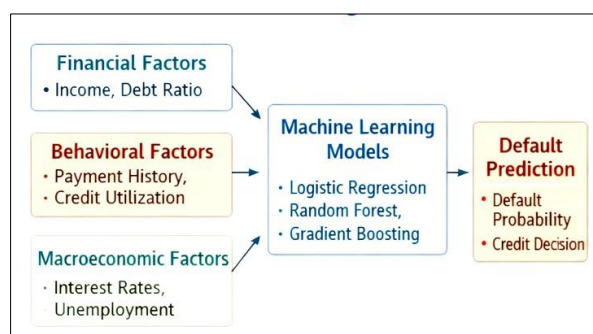 Financial Factors
• Income, Debt Ratio
Behavioral Factors
• Payment History,
• Credit Utilization
Macroeconomic Factors
• Interest Rates,
Unemployment
Machine Learning
Models
• Logistic Regression
• Random Forest,
• Gradient Boosting
Default
Prediction
• Default
Probability
• Credit Decision